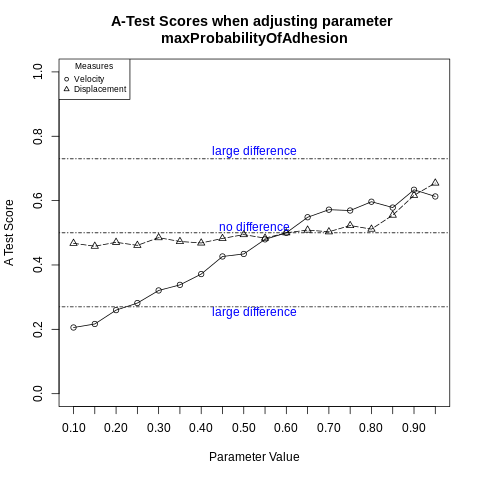 A-Test Scores when adjusting parameter
maxProbabilityOfAdhesion
Measures
Velocity
Displacement
large difference
no difference
large difference
A Test Score
0.0
0.2
0.4
0.6
0.8
1.0
0.10 0.20 0.30 0.40 0.50 0.60 0.70 0.80 0.90
Parameter Value